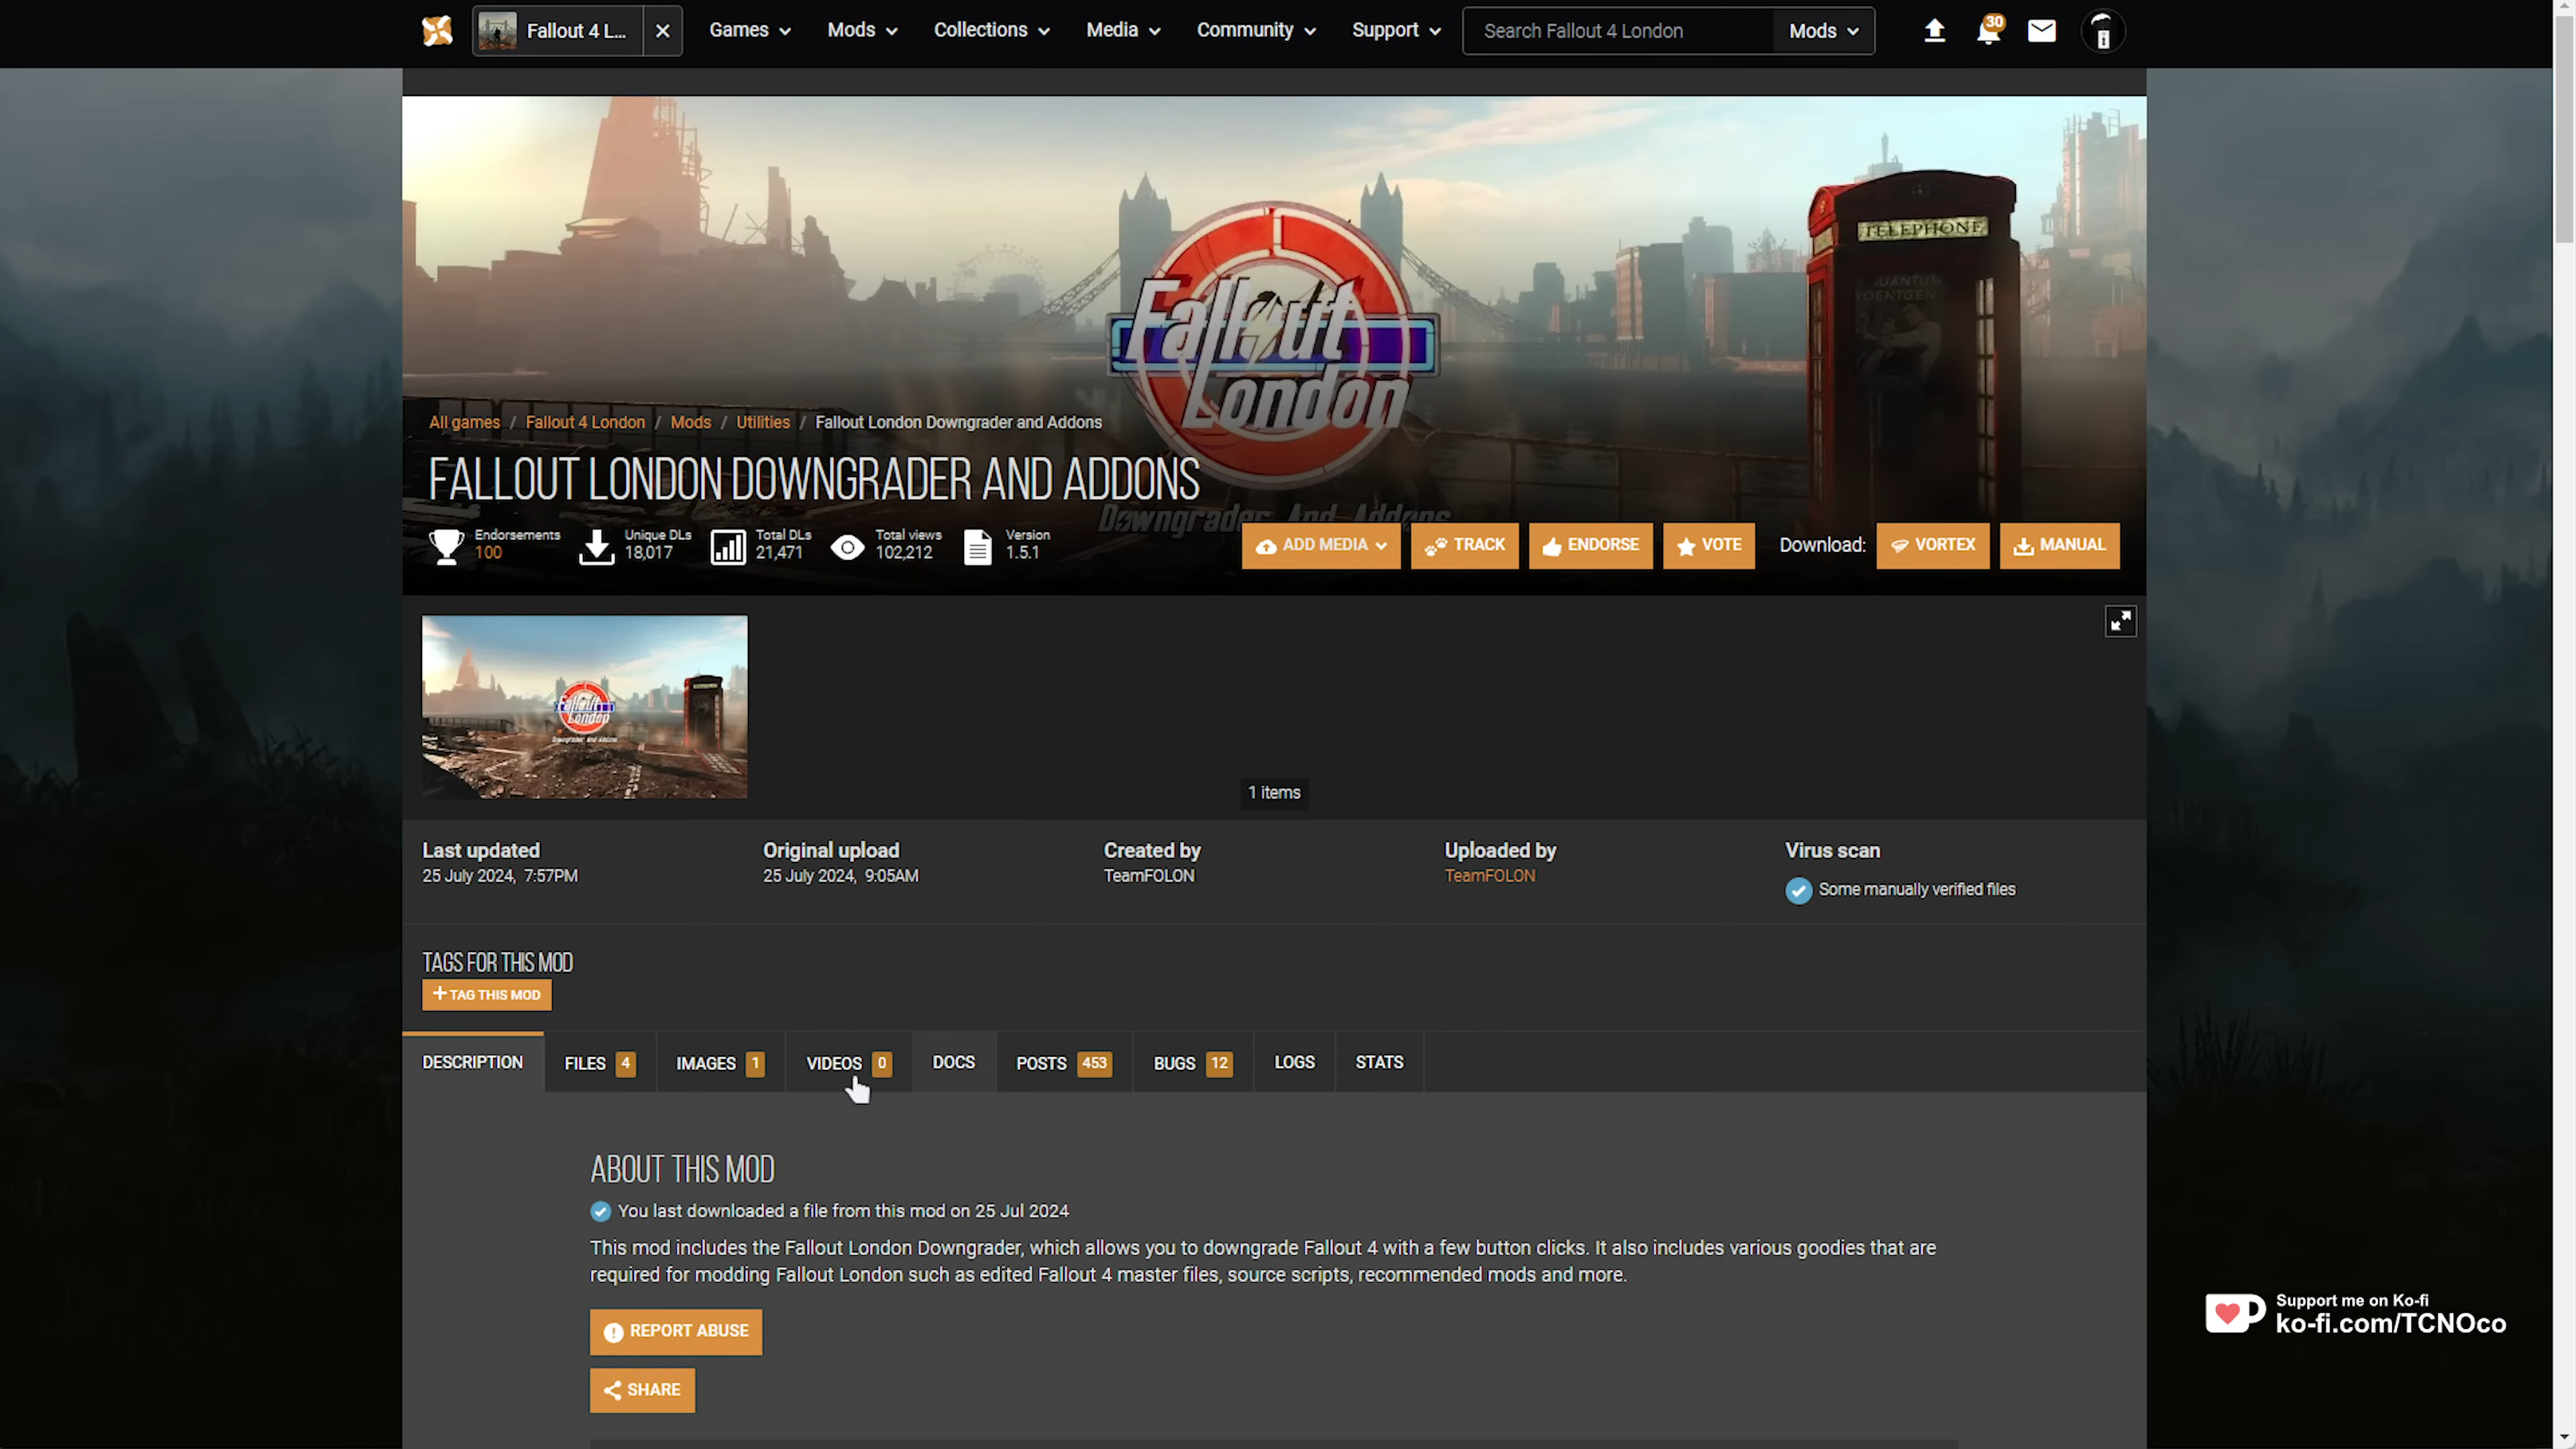 Fallout 4 L...
Games
Mods
Collections
Media
Community
Support
Search Fallout 4 London
Mods
30
TELEPHONE
QUANTUM
ROENTGEN
Fallout
London
Downgrader And Addons
All games / Fallout 4 London / Mods / Utilities / Fallout London Downgrader and Addons
FALLOUT LONDON DOWNGRADER AND ADDONS
Endorsements
100
Unique DLs
18,017
Total DLs
21,471
Total views
102,212
Version
1.5.1
ADD MEDIA
TRACK
ENDORSE
VOTE
Download:
VORTEX
MANUAL
Fallout
London
Downgrader And Addons
1 items
Last updated
25 July 2024, 7:57PM
Original upload
25 July 2024, 9:05AM
Created by
TeamFOLON
Uploaded by
TeamFOLON
Virus scan
Some manually verified files
TAGS FOR THIS MOD
+ TAG THIS MOD
DESCRIPTION
FILES 4
IMAGES 1
VIDEOS 0
DOCS
POSTS 453
BUGS 12
LOGS
STATS
ABOUT THIS MOD
You last downloaded a file from this mod on 25 Jul 2024
This mod includes the Fallout London Downgrader, which allows you to downgrade Fallout 4 with a few button clicks. It also includes various goodies that are
required for modding Fallout London such as edited Fallout 4 master files, source scripts, recommended mods and more.
REPORT ABUSE
SHARE
Support me on Ko-fi
ko-fi.com/TCNOco